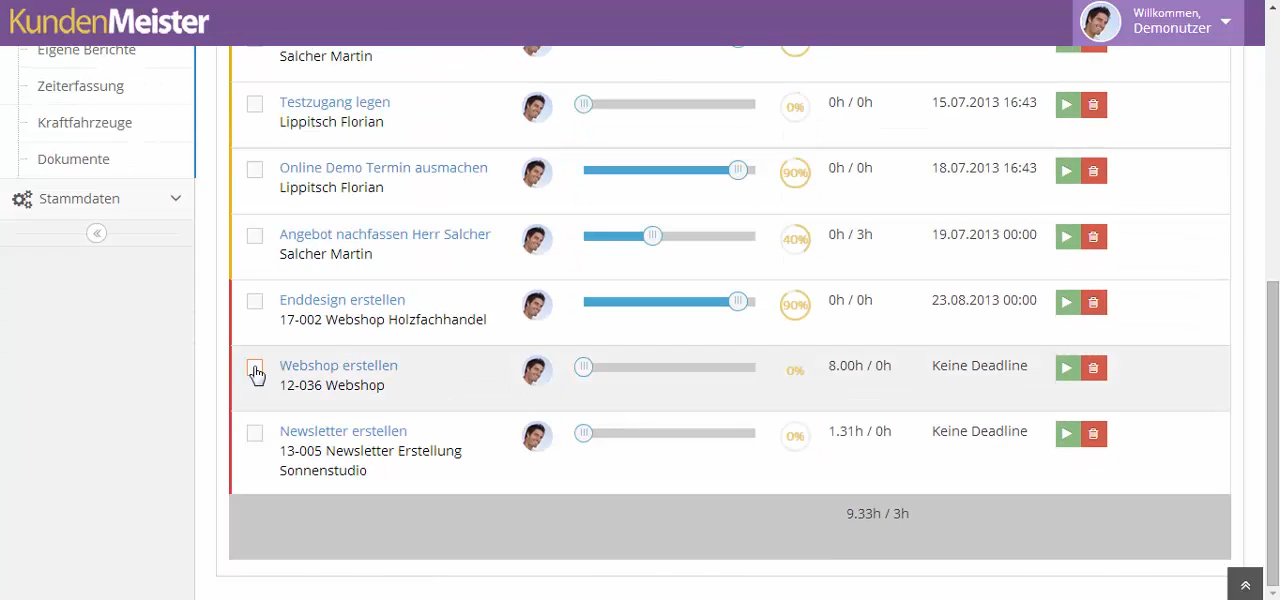 KundenMeister
Willkommen,
Demonutzer
Eigene Berichte
Zeiterfassung
Kraftfahrzeuge
Dokumente
Stammdaten
Salcher Martin
Testzugang legen
Lippitsch Florian
0%
0h / 0h
15.07.2013 16:43
Online Demo Termin ausmachen
Lippitsch Florian
90%
0h / 0h
18.07.2013 16:43
Angebot nachfassen Herr Salcher
Salcher Martin
40%
0h / 3h
19.07.2013 00:00
Enddesign erstellen
17-002 Webshop Holzfachhandel
90%
0h / 0h
23.08.2013 00:00
Webshop erstellen
12-036 Webshop
0%
8.00h / 0h
Keine Deadline
Newsletter erstellen
13-005 Newsletter Erstellung
Sonnenstudio
0%
1.31h / 0h
Keine Deadline
9.33h / 3h